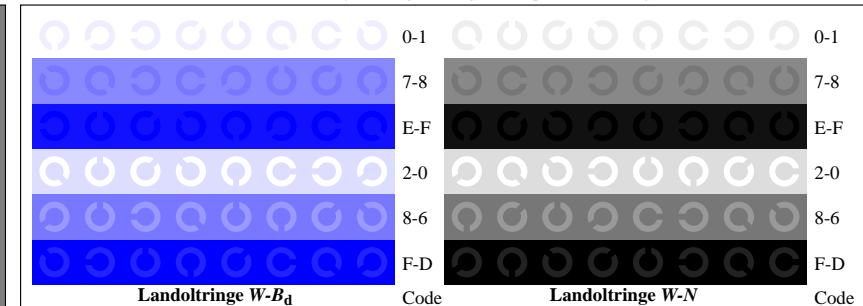 0-1 0-1
7-8 7-8
E-F E-F
2-0 2-0
8-6 8-6
F-D F-D
Landoltringe W-Bd Code Landoltringe W-N Code